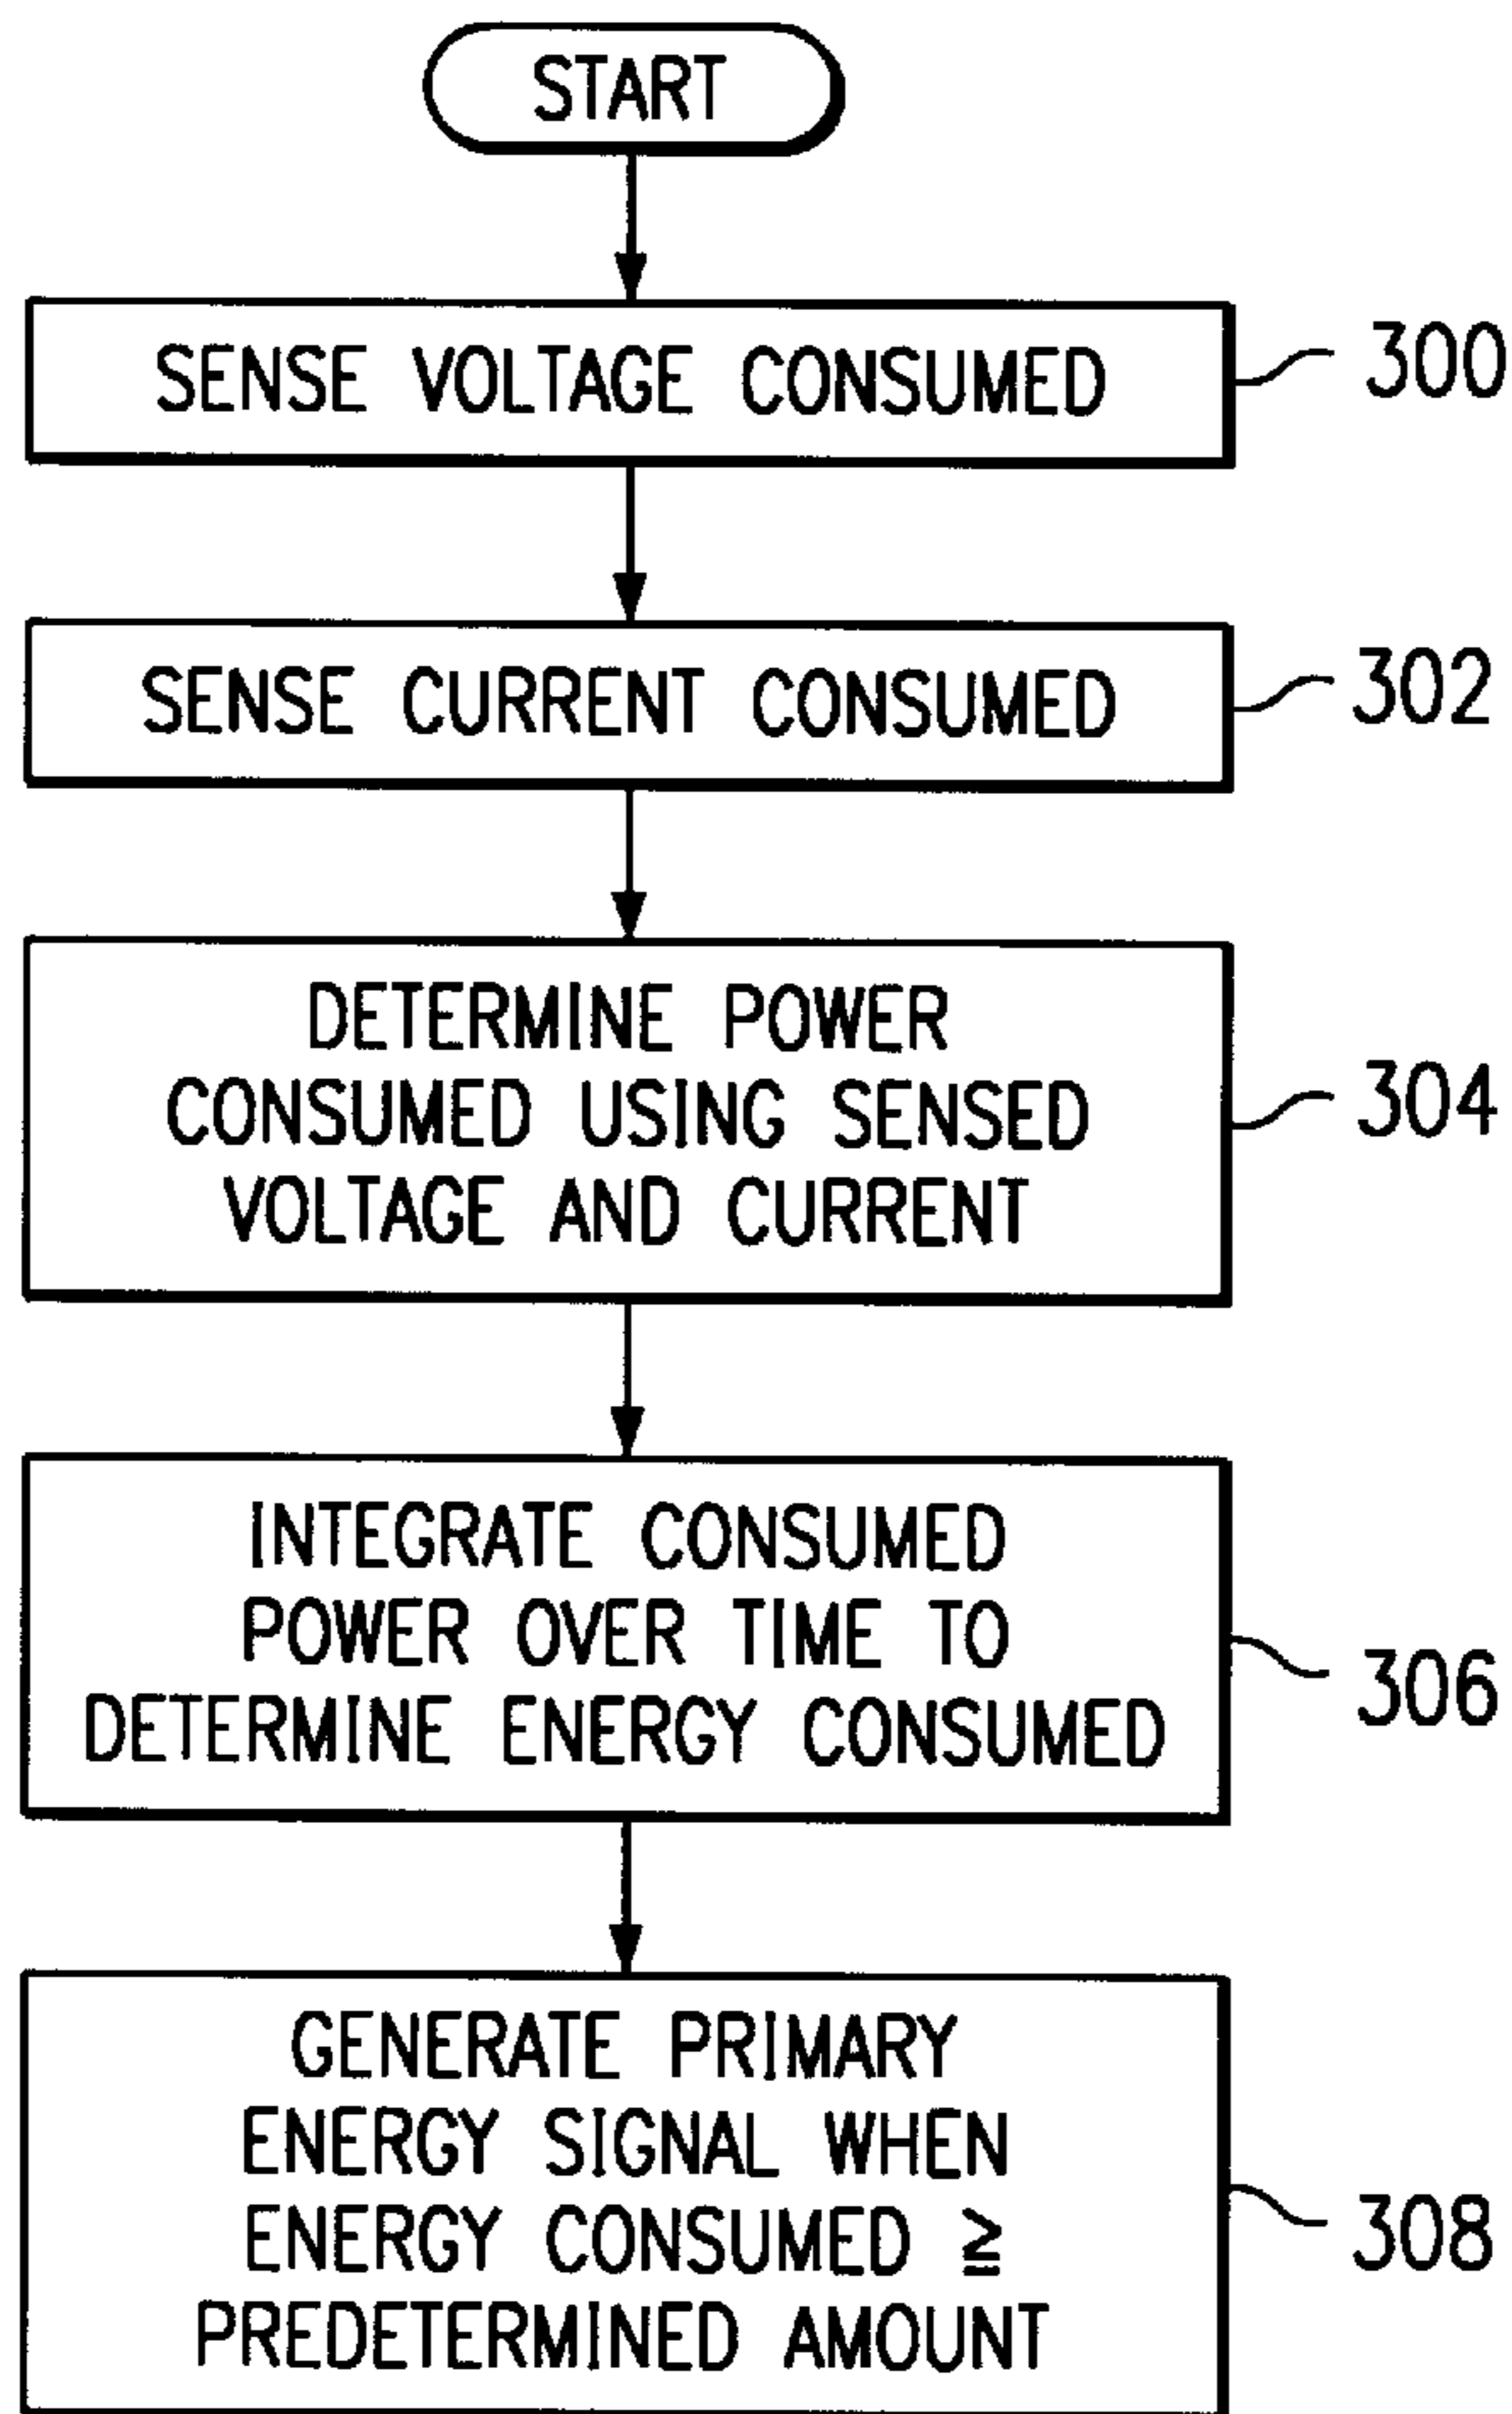 START
SENSE VOLTAGE CONSUMED
300
SENSE CURRENT CONSUMED
302
DETERMINE POWER
CONSUMED USING SENSED
VOLTAGE AND CURRENT
304
INTEGRATE CONSUMED
POWER OVER TIME TO
DETERMINE ENERGY CONSUMED
306
GENERATE PRIMARY
ENERGY SIGNAL WHEN
ENERGY CONSUMED ≧
PREDETERMINED AMOUNT
308